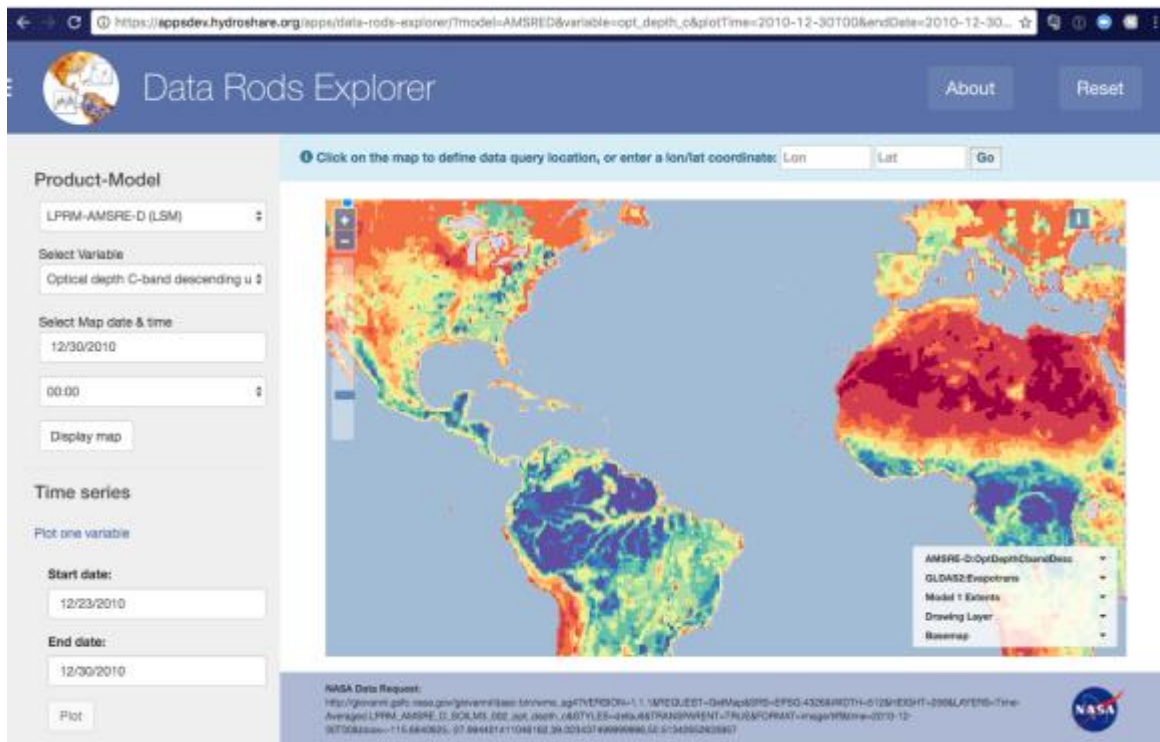 https://appsdev.hydroshare.org/apps/data-rods-explorer/?model=AMSRED&variable=opt_depth_c&plotTime=2010-12-30T00&endDate=2010-12-30...
Data Rods Explorer
About
Reset
Click on the map to define data query location, or enter a lon/lat coordinate: Lon Lat Go
Product-Model
LPRM-AMSRE-D (LSM)
Select Variable
Optical depth C-band descending u
Select Map date & time
12/30/2010
00:00
Display map
Time series
Plot one variable
Start date:
12/23/2010
End date:
12/30/2010
Plot
+
−
AMSRE-D:OptDepthCbandDesc
GLDAS2:Evapotrans
Model 1 Extents
Drawing Layer
Basemap
NASA Data Request:
NASA